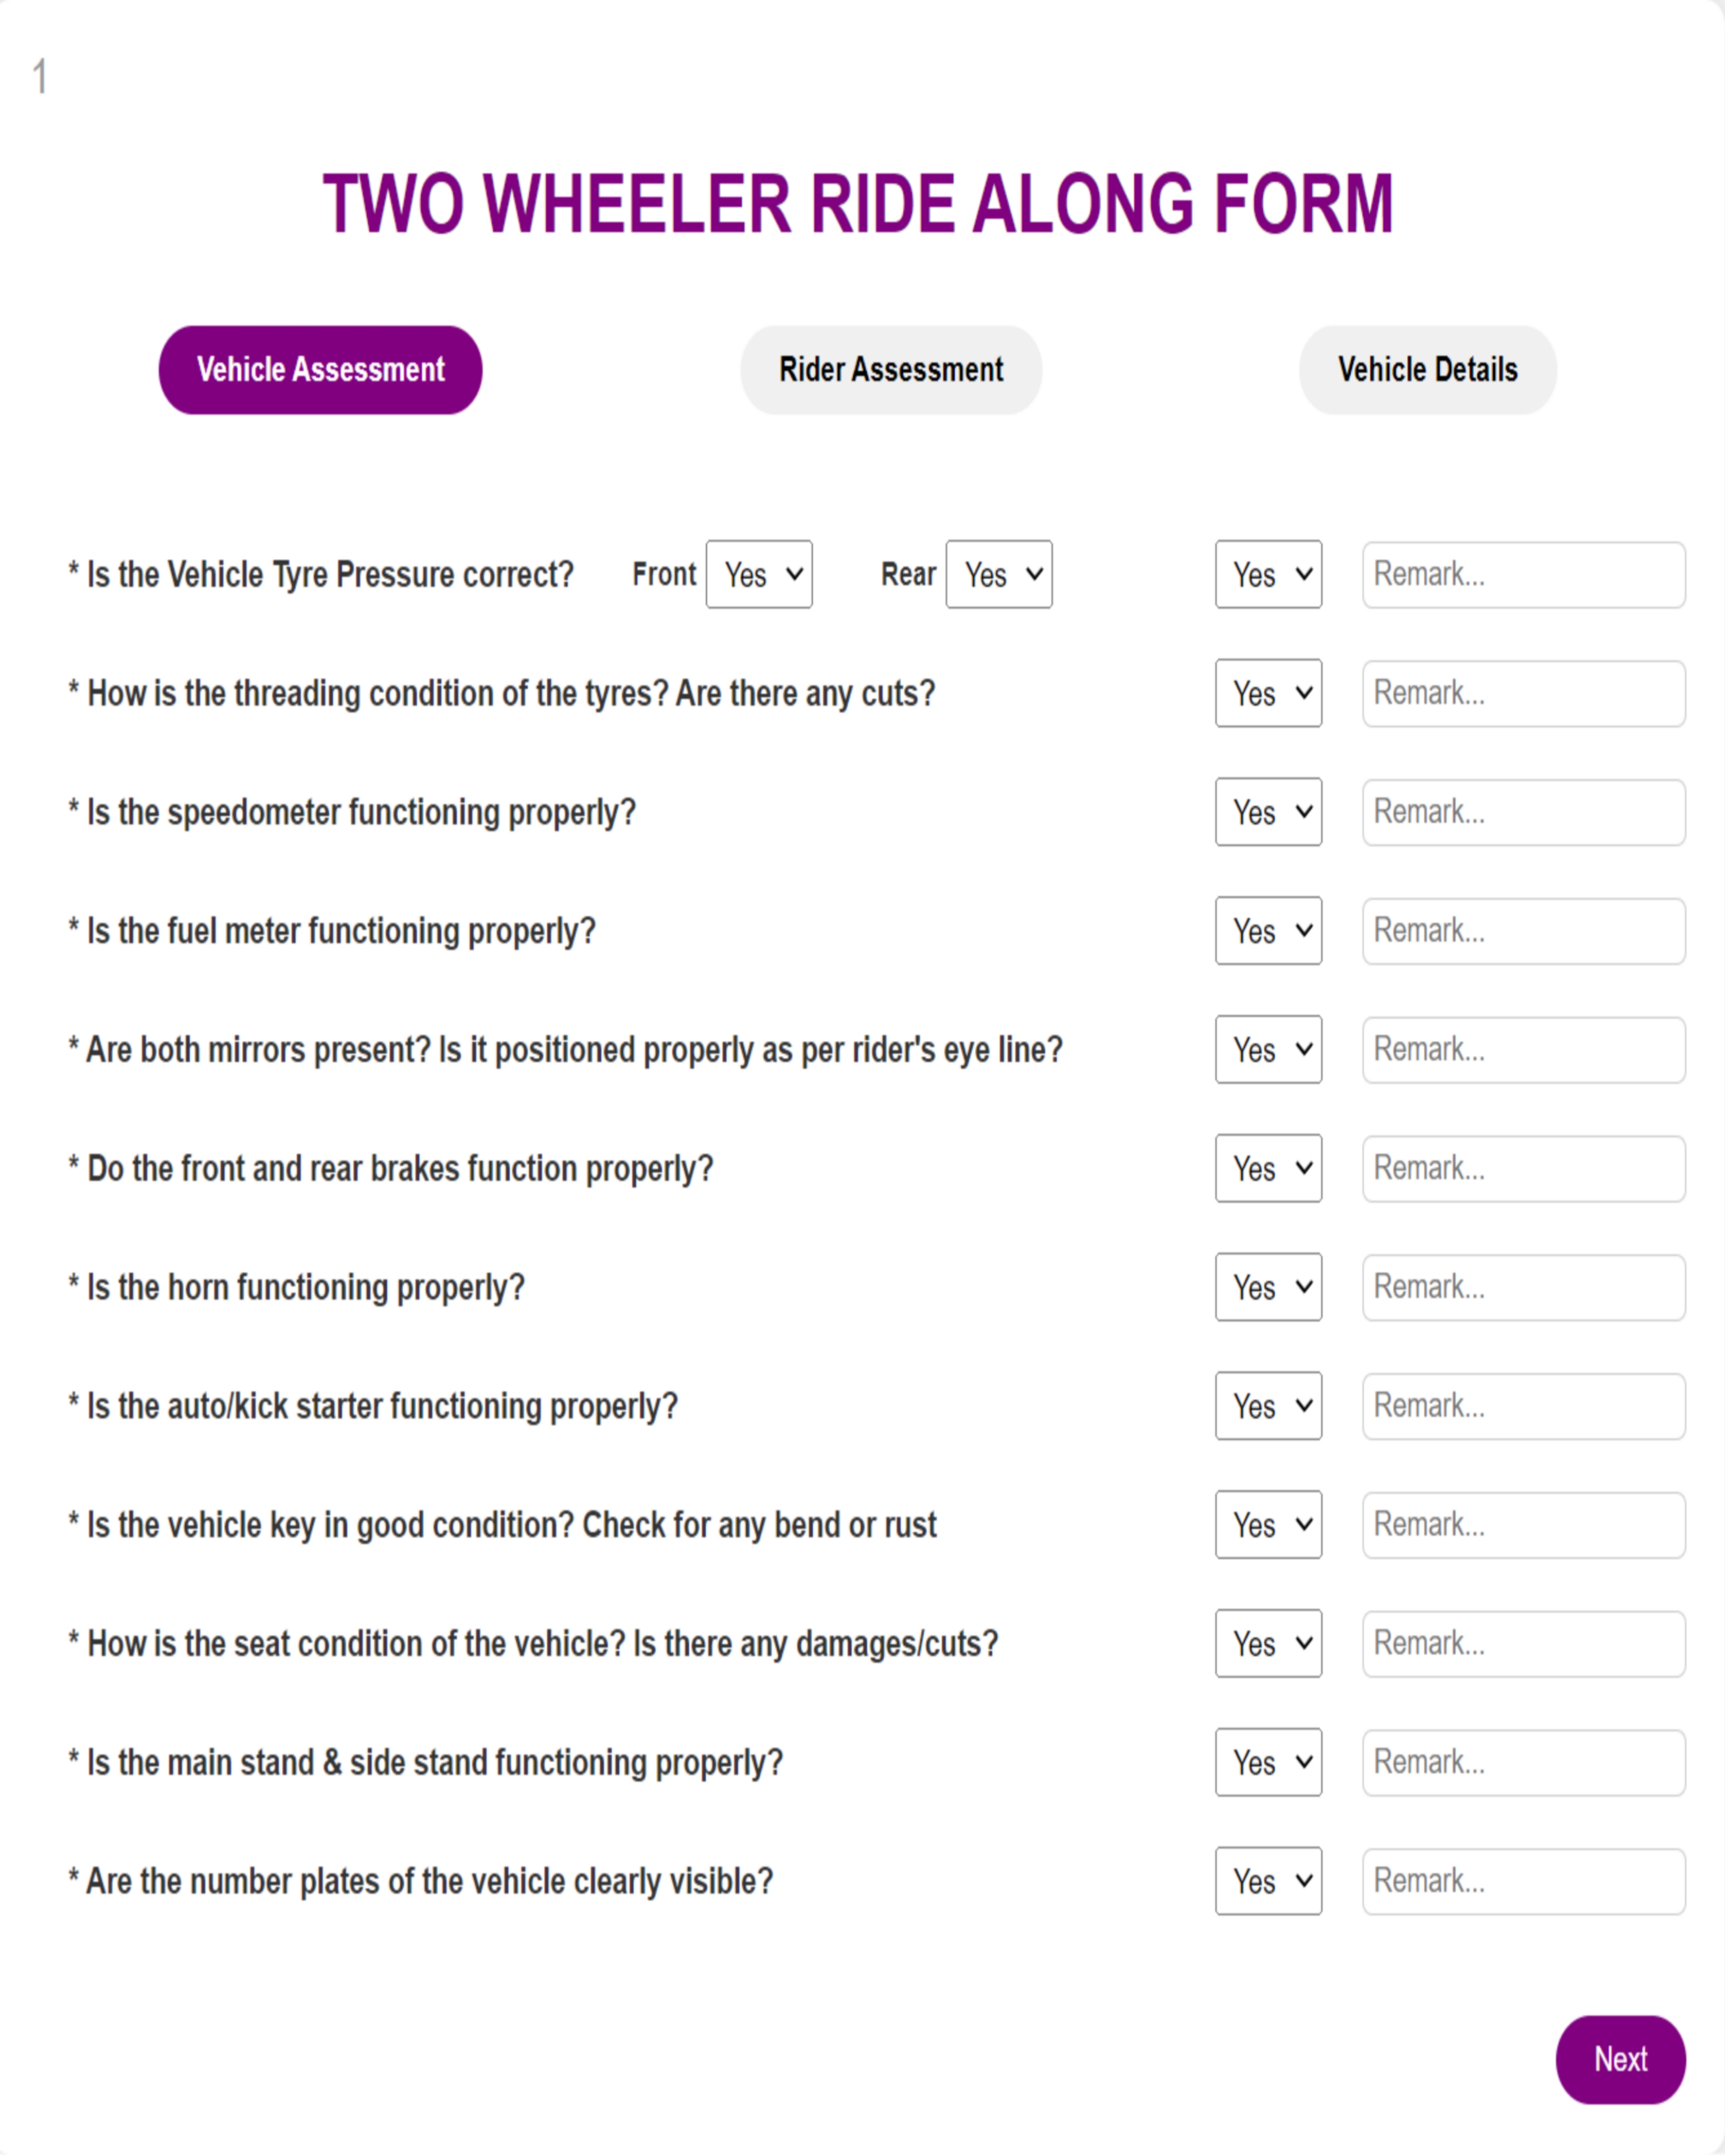 1
TWO WHEELER RIDE ALONG FORM
Vehicle Assessment Rider Assessment Vehicle Details
* Is the Vehicle Tyre Pressure correct? Front Yes Rear Yes Yes Remark...
* How is the threading condition of the tyres? Are there any cuts? Yes Remark...
* Is the speedometer functioning properly? Yes Remark...
* Is the fuel meter functioning properly? Yes Remark...
* Are both mirrors present? Is it positioned properly as per rider's eye line? Yes Remark...
* Do the front and rear brakes function properly? Yes Remark...
* Is the horn functioning properly? Yes Remark...
* Is the auto/kick starter functioning properly? Yes Remark...
* Is the vehicle key in good condition? Check for any bend or rust Yes Remark...
* How is the seat condition of the vehicle? Is there any damages/cuts? Yes Remark...
* Is the main stand & side stand functioning properly? Yes Remark...
* Are the number plates of the vehicle clearly visible? Yes Remark...
Next